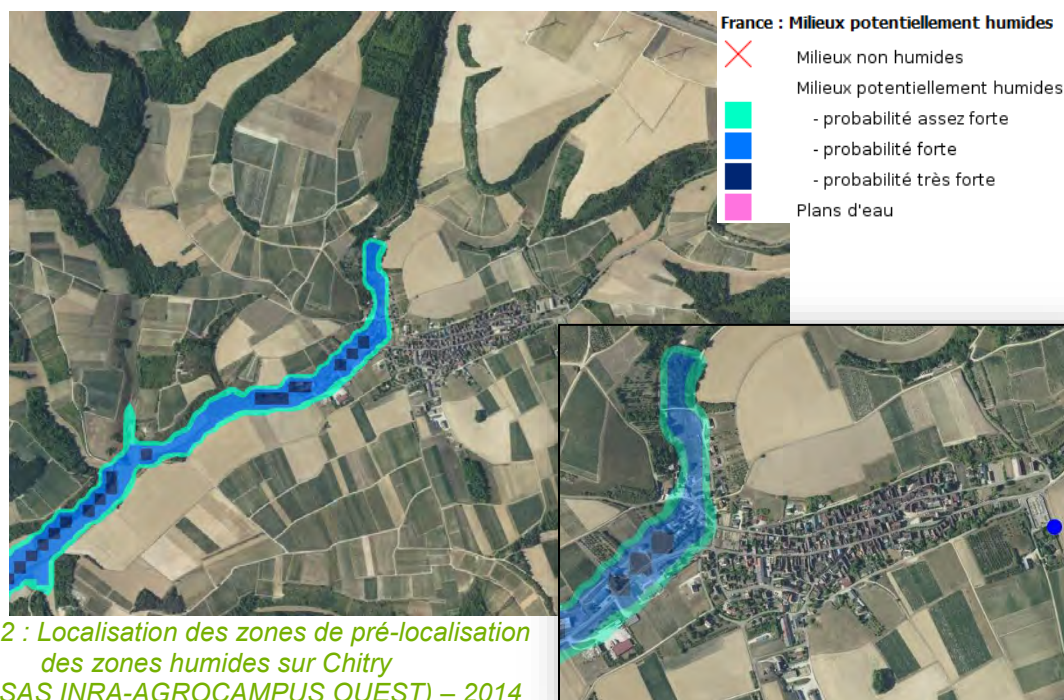 France : Milieux potentiellement humides
Milieux non humides
Milieux potentiellement humides
- probabilité assez forte
- probabilité forte
- probabilité très forte
Plans d'eau
2 : Localisation des zones de pré-localisation
des zones humides sur Chitry
SAS INRA-AGROCAMPUS OUEST) – 2014